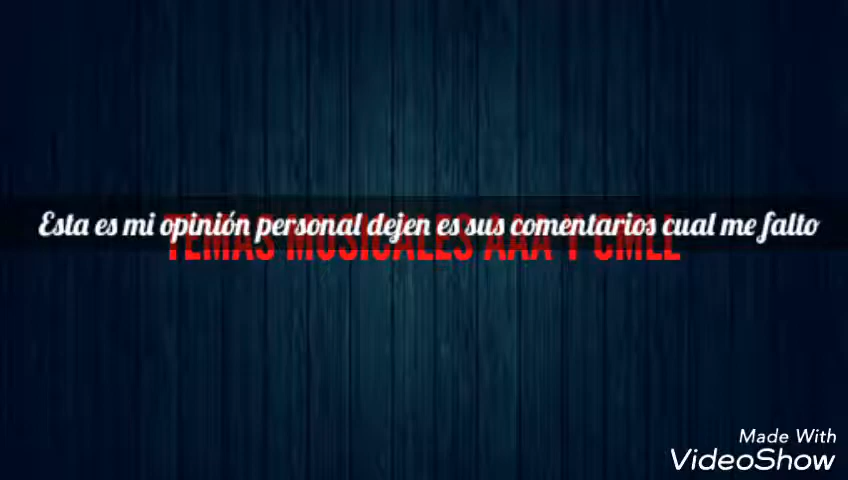 Esta es mi opinión personal dejen es sus comentarios cual me falto
TEMAS MUSICALES AAA Y CMLL
Made With
VideoShow